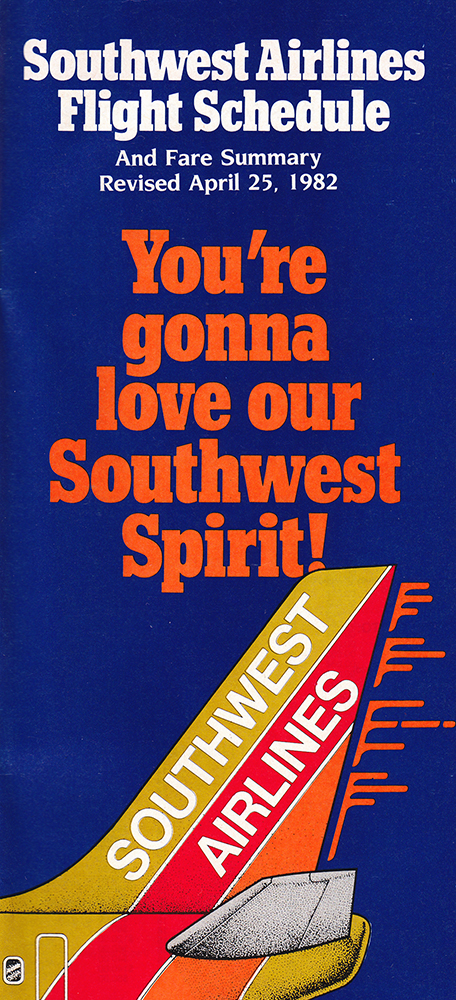 Southwest Airlines
Flight Schedule
And Fare Summary
Revised April 25, 1982
You're
gonna
love our
Southwest
Spirit!
SOUTHWEST
AIRLINES